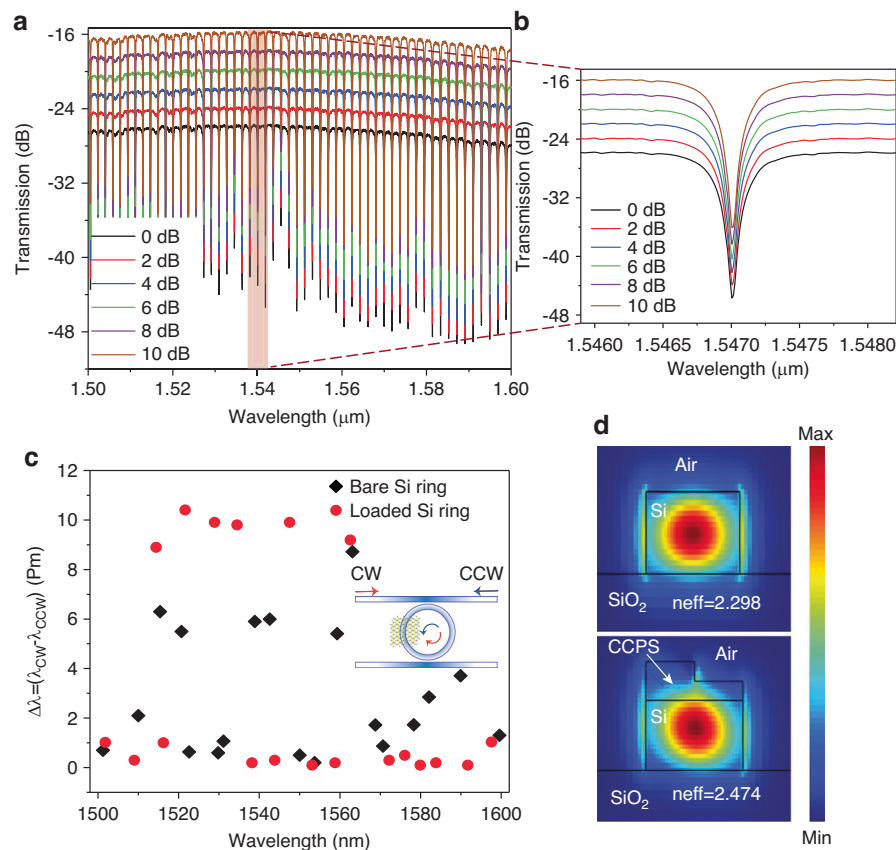 a
-16
-20
-24
-28
-32
-36
-40
-44
-48
Transmission (dB)
0 dB
2 dB
4 dB
6 dB
8 dB
10 dB
1.50
1.52
1.54
1.56
1.58
1.60
Wavelength (μm)
b
-16
-24
-32
-40
-48
Transmission (dB)
0 dB
2 dB
4 dB
6 dB
8 dB
10 dB
1.5460
1.5465
1.5470
1.5475
1.5480
Wavelength (μm)
c
12
10
8
6
4
2
0
Δλ=(λCW-λCCW) (Pm)
Bare Si ring
Loaded Si ring
CW
CCW
1500
1520
1540
1560
1580
1600
Wavelength (nm)
d
Max
Air
Si
SiO₂
neff=2.298
CCPS
Air
Si
SiO₂
neff=2.474
Min